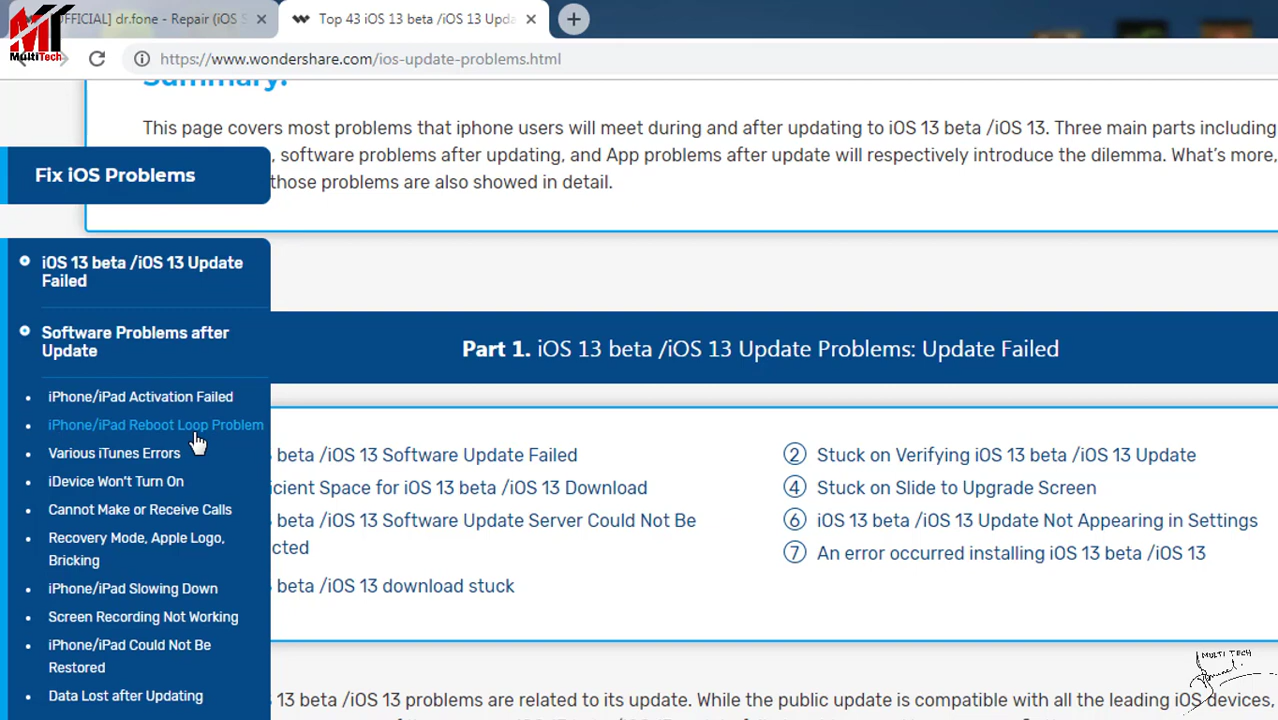 OFFICIAL] dr.fone - Repair (iOS S
Top 43 iOS 13 beta /iOS 13 Upda
MT
MultiTech
https://www.wondershare.com/ios-update-problems.html
Summary:
This page covers most problems that iphone users will meet during and after updating to iOS 13 beta /iOS 13. Three main parts including
, software problems after updating, and App problems after update will respectively introduce the dilemma. What's more,
those problems are also showed in detail.
Fix iOS Problems
iOS 13 beta /iOS 13 Update
Failed
Software Problems after
Update
iPhone/iPad Activation Failed
iPhone/iPad Reboot Loop Problem
Various iTunes Errors
iDevice Won't Turn On
Cannot Make or Receive Calls
Recovery Mode, Apple Logo,
Bricking
iPhone/iPad Slowing Down
Screen Recording Not Working
iPhone/iPad Could Not Be
Restored
Data Lost after Updating
Part 1. iOS 13 beta /iOS 13 Update Problems: Update Failed
beta /iOS 13 Software Update Failed
② Stuck on Verifying iOS 13 beta /iOS 13 Update
icient Space for iOS 13 beta /iOS 13 Download
④ Stuck on Slide to Upgrade Screen
beta /iOS 13 Software Update Server Could Not Be
cted
⑥ iOS 13 beta /iOS 13 Update Not Appearing in Settings
⑦ An error occurred installing iOS 13 beta /iOS 13
beta /iOS 13 download stuck
13 beta /iOS 13 problems are related to its update. While the public update is compatible with all the leading iOS devices,
MULTI TECH